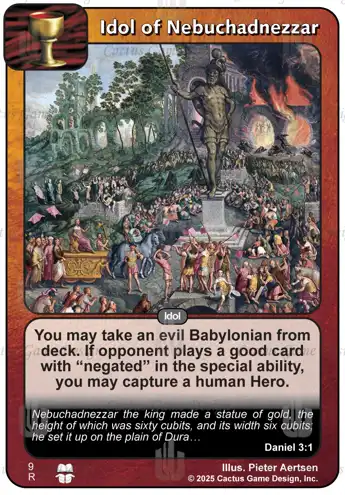 Idol of Nebuchadnezzar
Idol
You may take an evil Babylonian from
deck. If opponent plays a good card
with “negated” in the special ability,
you may capture a human Hero.
Nebuchadnezzar the king made a statue of gold, the
height of which was sixty cubits, and its width six cubits;
he set it up on the plain of Dura…
Daniel 3:1
9
R
Illus. Pieter Aertsen
© 2025 Cactus Game Design, Inc.